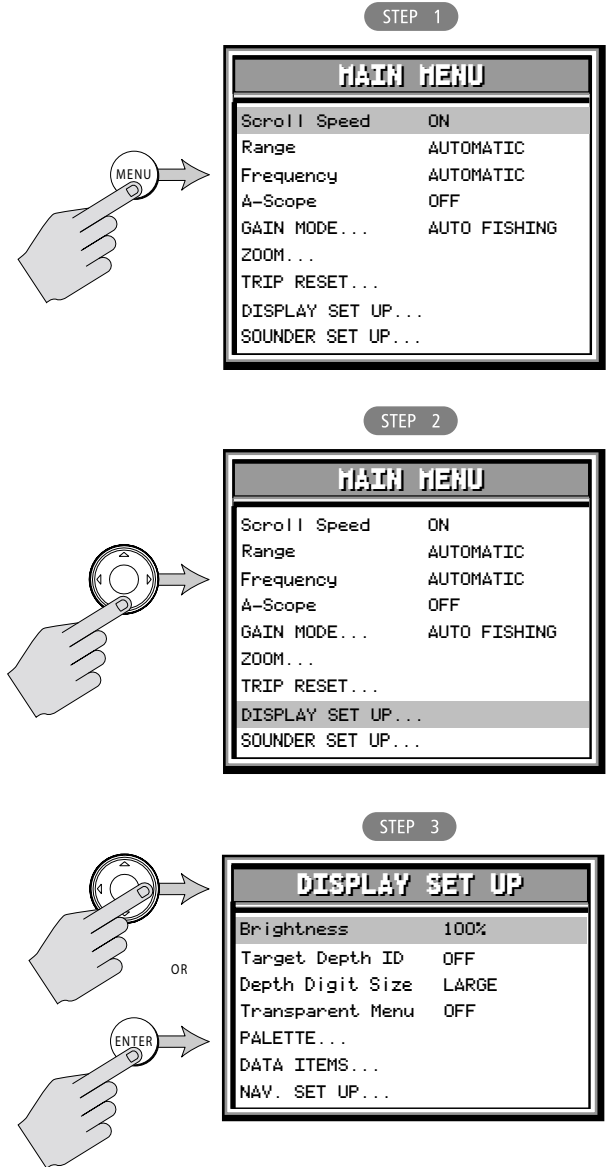 STEP 1
MAIN MENU
MENU
Scroll Speed ON
Range AUTOMATIC
Frequency AUTOMATIC
A-Scope OFF
GAIN MODE... AUTO FISHING
ZOOM...
TRIP RESET...
DISPLAY SET UP...
SOUNDER SET UP...
STEP 2
MAIN MENU
Scroll Speed ON
Range AUTOMATIC
Frequency AUTOMATIC
A-Scope OFF
GAIN MODE... AUTO FISHING
ZOOM...
TRIP RESET...
DISPLAY SET UP...
SOUNDER SET UP...
STEP 3
DISPLAY SET UP
Brightness 100%
Target Depth ID OFF
OR
Depth Digit Size LARGE
Transparent Menu OFF
ENTER
PALETTE...
DATA ITEMS...
NAV. SET UP...